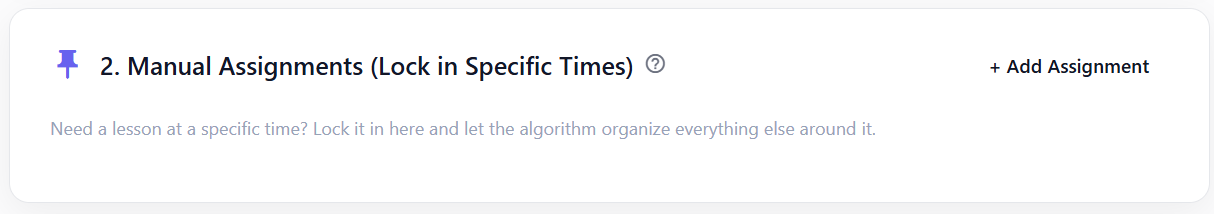 2. Manual Assignments (Lock in Specific Times) ?
+ Add Assignment
Need a lesson at a specific time? Lock it in here and let the algorithm organize everything else around it.